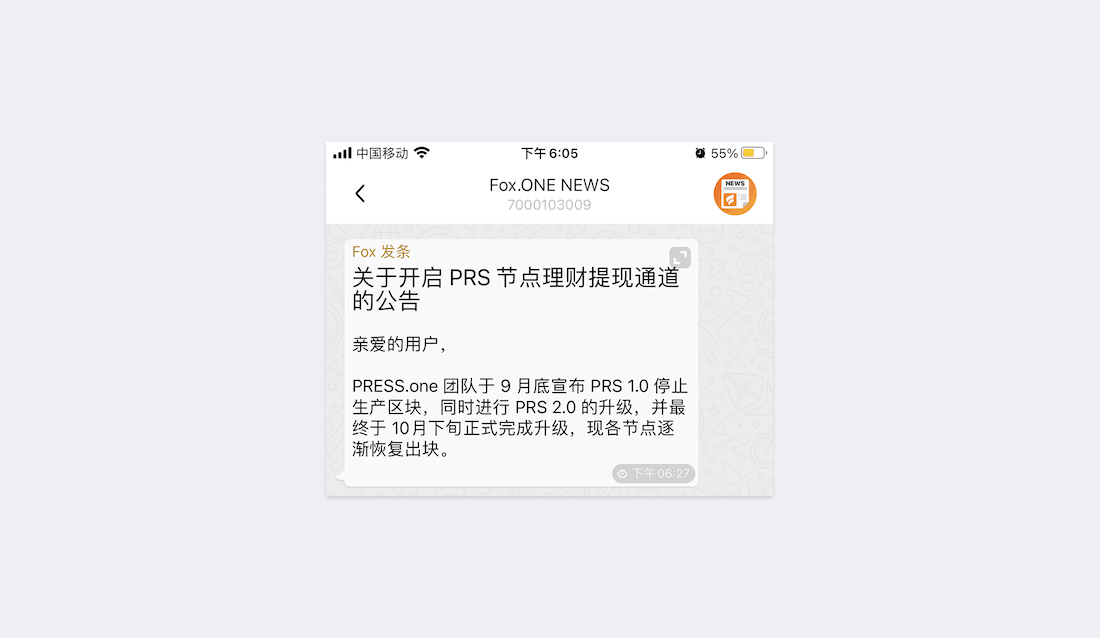 中国移动
下午6:05
55%
Fox.ONE NEWS
7000103009
NEWS
Fox 发条
关于开启 PRS 节点理财提现通道
的公告
亲爱的用户，
PRESS.one 团队于 9 月底宣布 PRS 1.0 停止
生产区块，同时进行 PRS 2.0 的升级，并最
终于 10月下旬正式完成升级，现各节点逐
渐恢复出块。
下午06:27